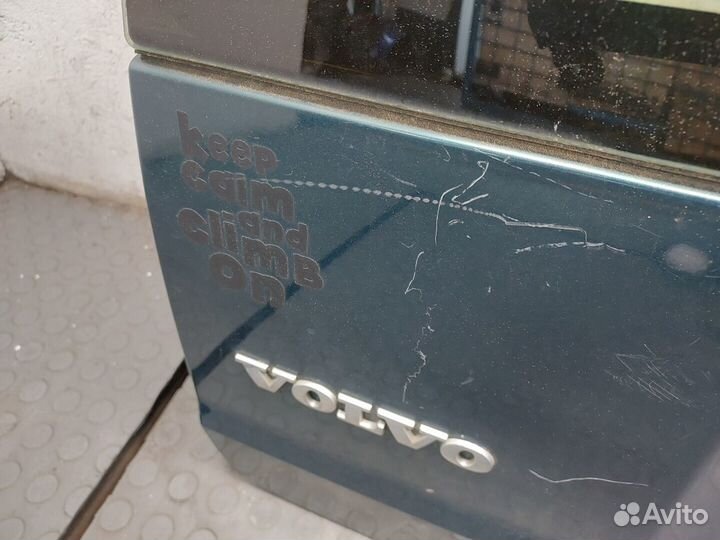 keep
calm
and
climb
on
VOLVO
Avito